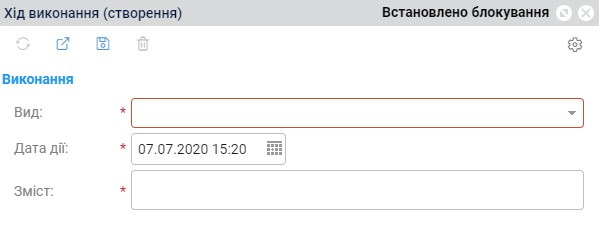 Хід виконання (створення) Встановлено блокування
Виконання
Вид: *
Дата дії: * 07.07.2020 15:20
Зміст: *